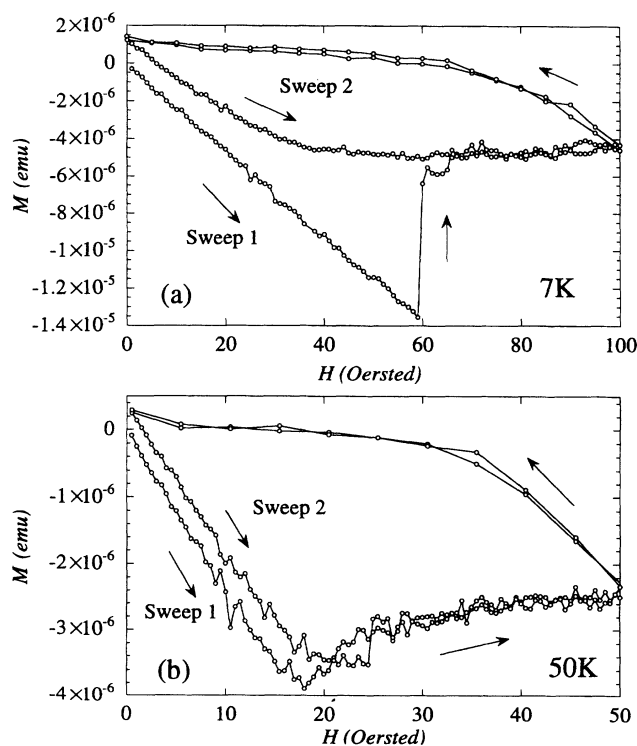 2×10⁻⁶
0
-2×10⁻⁶
-4×10⁻⁶
-6×10⁻⁶
-8×10⁻⁶
-1×10⁻⁵
-1.2×10⁻⁵
-1.4×10⁻⁵
M (emu)
Sweep 2
Sweep 1
(a)
7K
0 20 40 60 80 100
H (Oersted)
0
-1×10⁻⁶
-2×10⁻⁶
-3×10⁻⁶
-4×10⁻⁶
M (emu)
Sweep 2
Sweep 1
(b)
50K
0 10 20 30 40 50
H (Oersted)